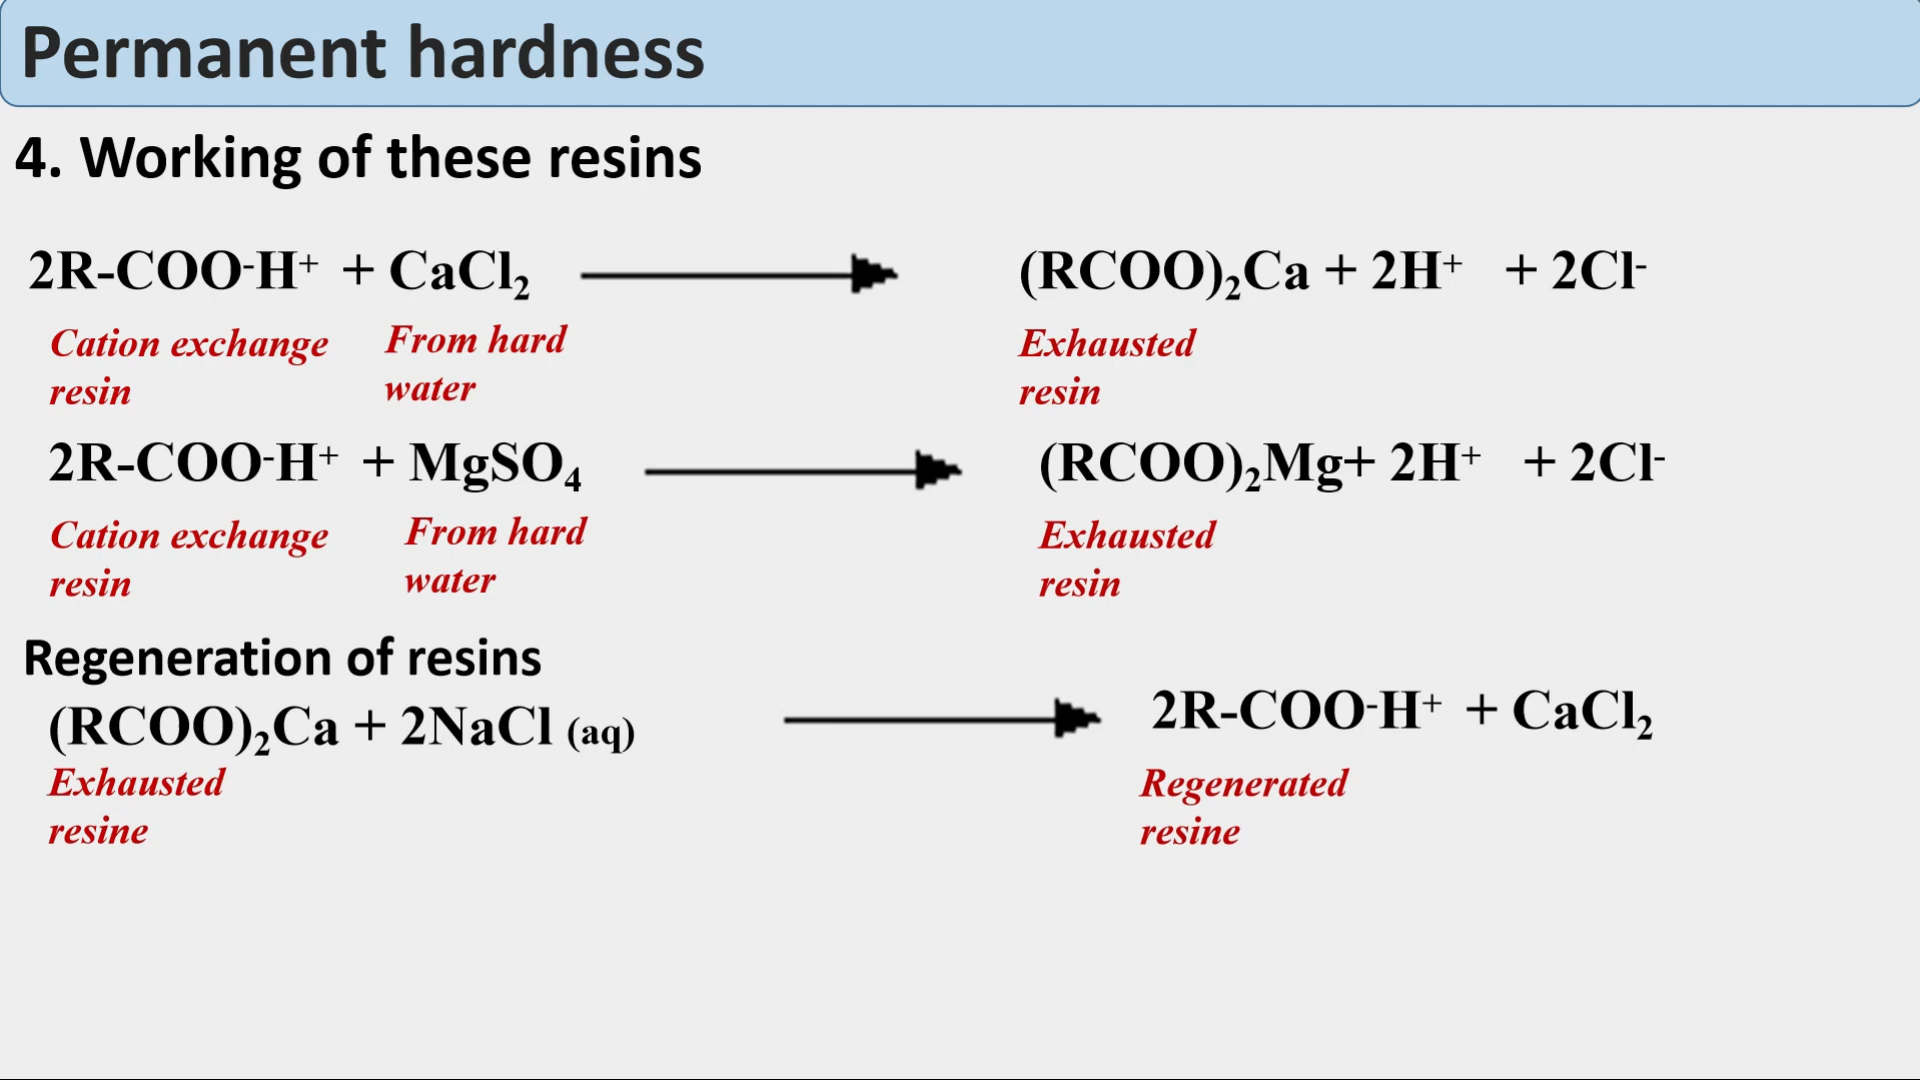 Permanent hardness
4. Working of these resins
2R-COO⁻H⁺ + CaCl₂ (RCOO)₂Ca + 2H⁺ + 2Cl⁻
Cation exchange From hard Exhausted
resin water resin
2R-COO⁻H⁺ + MgSO₄ (RCOO)₂Mg+ 2H⁺ + 2Cl⁻
Cation exchange From hard Exhausted
resin water resin
Regeneration of resins
(RCOO)₂Ca + 2NaCl (aq) 2R-COO⁻H⁺ + CaCl₂
Exhausted Regenerated
resine resine